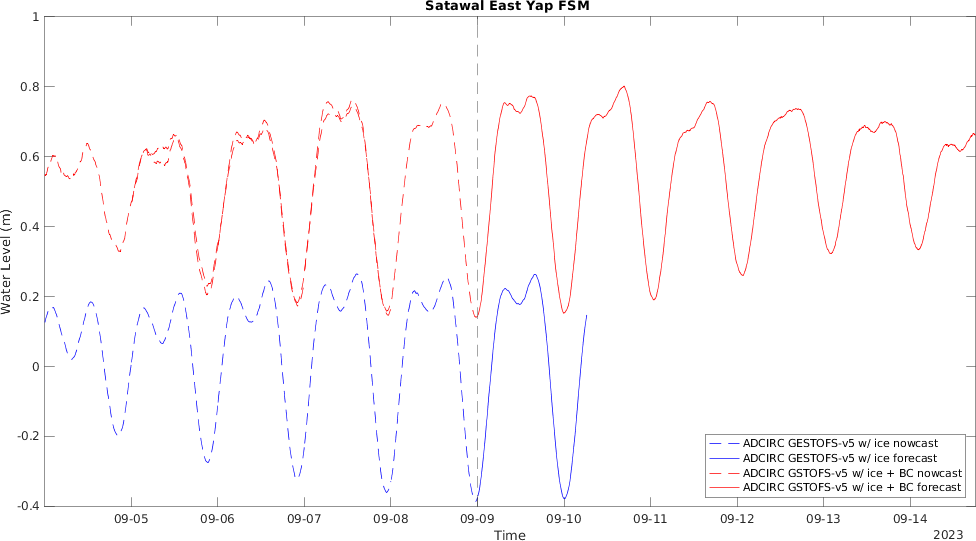 Satawal East Yap FSM
Water Level (m)
1
0.8
0.6
0.4
0.2
0
-0.2
-0.4
ADCIRC GESTOFS-v5 w/ ice nowcast
ADCIRC GESTOFS-v5 w/ ice forecast
ADCIRC GSTOFS-v5 w/ ice + BC nowcast
ADCIRC GSTOFS-v5 w/ ice + BC forecast
09-05 09-06 09-07 09-08 09-09 09-10 09-11 09-12 09-13 09-14
Time
2023